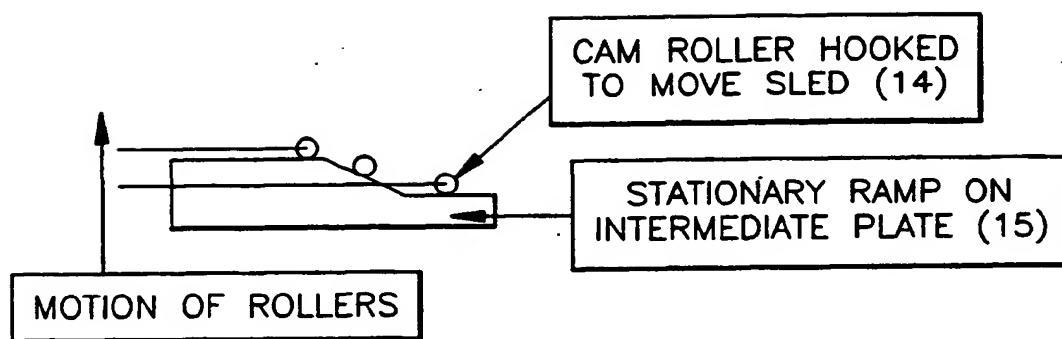 CAM ROLLER HOOKED
TO MOVE SLED (14)
STATIONARY RAMP ON
INTERMEDIATE PLATE (15)
MOTION OF ROLLERS